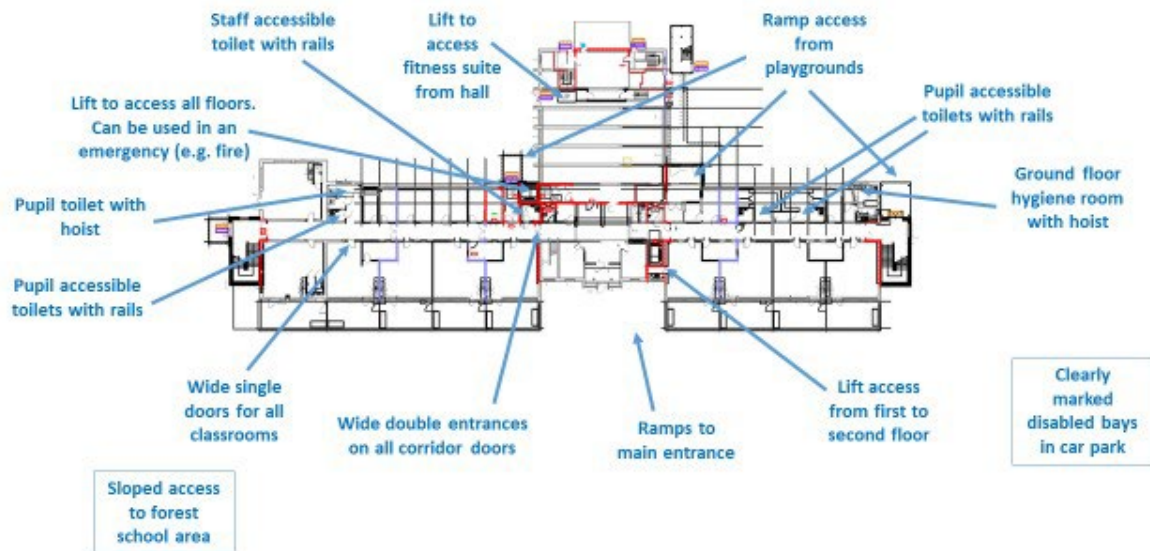 Staff accessible
toilet with rails
Lift to
access
fitness suite
from hall
Ramp access
from
playgrounds
Pupil accessible
toilets with rails
Lift to access all floors.
Can be used in an
emergency (e.g. fire)
Ground floor
hygiene room
with hoist
Pupil toilet with
hoist
Pupil accessible
toilets with rails
Wide single
doors for all
classrooms
Wide double entrances
on all corridor doors
Ramps to
main entrance
Lift access
from first to
second floor
Clearly
marked
disabled bays
in car park
Sloped access
to forest
school area